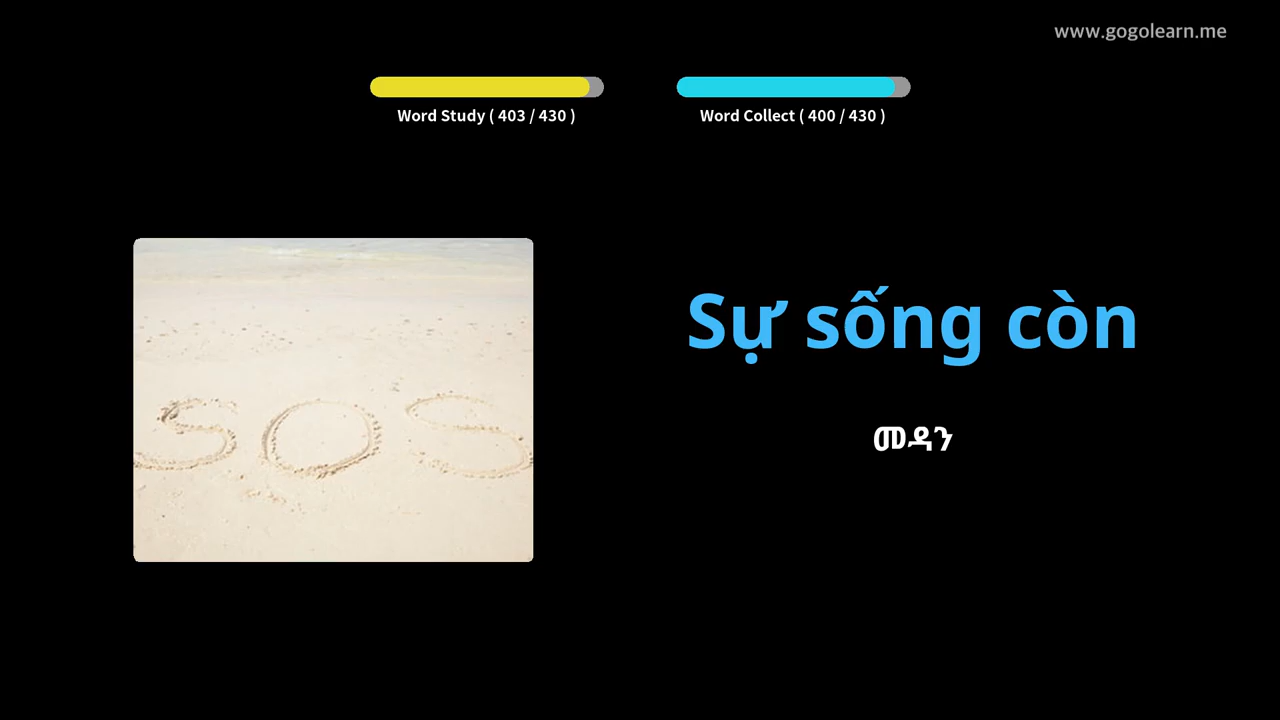 www.gogolearn.me
Word Study ( 403 / 430 )
Word Collect ( 400 / 430 )
SOS
Sự sống còn
መዳን